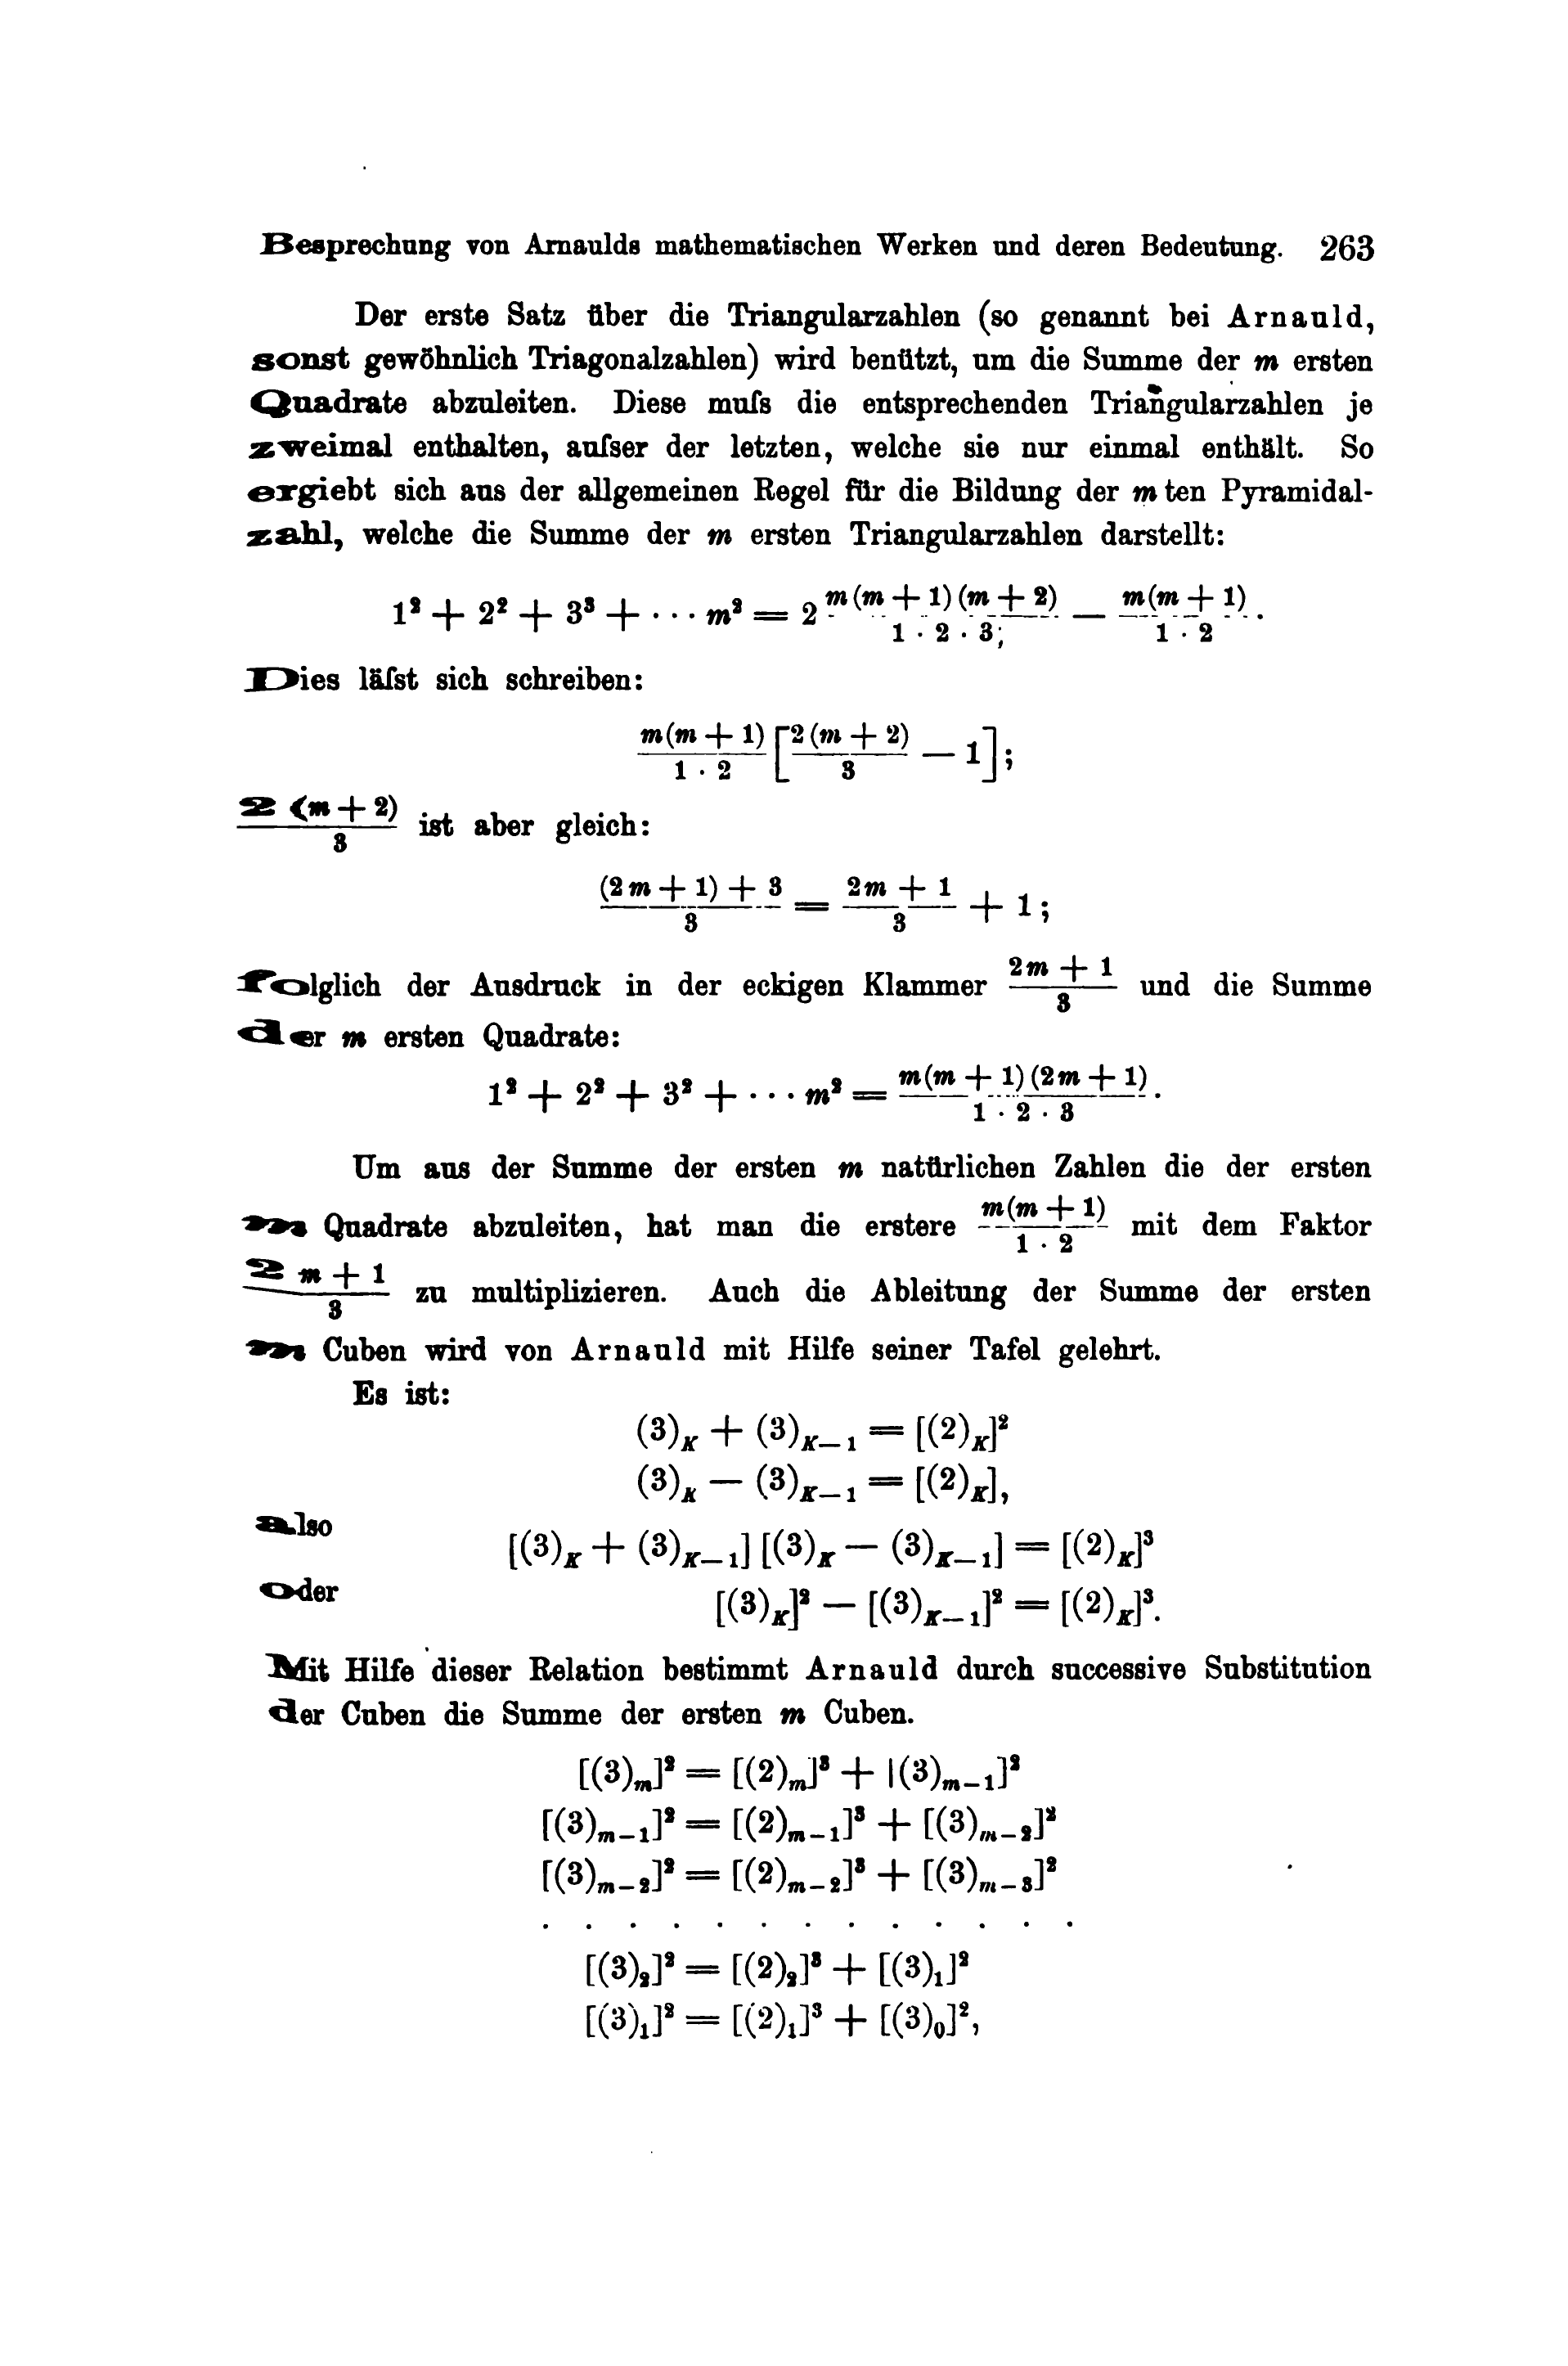 Besprechung von Arnaulds mathematischen Werken und deren Bedeutung. 263
Der erste Satz über die Triangularzahlen (so genannt bei Arnauld,
sonst gewöhnlich Triagonalzahlen) wird benützt, um die Summe der m ersten
Quadrate abzuleiten. Diese muſs die entsprechenden Triangularzahlen je
zweimal enthalten, auſser der letzten, welche sie nur einmal enthält. So
ergiebt sich aus der allgemeinen Regel für die Bildung der mten Pyramidal-
zahl, welche die Summe der m ersten Triangularzahlen darstellt:
1² + 2² + 3³ + · · · m² = 2 m(m + 1)(m + 2) / 1 · 2 · 3; — m(m + 1) / 1 · 2 .
Dies läſst sich schreiben:
m(m + 1) / 1 · 2 [2(m + 2) / 3 — 1];
2(m + 2) / 3 ist aber gleich:
(2m + 1) + 3 / 3 = 2m + 1 / 3 + 1;
folglich der Ausdruck in der eckigen Klammer 2m + 1 / 3 und die Summe
der m ersten Quadrate:
1² + 2² + 3² + · · · m² = m(m + 1)(2m + 1) / 1 · 2 · 3 .
Um aus der Summe der ersten m natürlichen Zahlen die der ersten
m Quadrate abzuleiten, hat man die erstere m(m + 1) / 1 · 2 mit dem Faktor
2m + 1 / 3 zu multiplizieren. Auch die Ableitung der Summe der ersten
m Cuben wird von Arnauld mit Hilfe seiner Tafel gelehrt.
Es ist:
(3)_K + (3)_{K—1} = [(2)_K]²
(3)_K — (3)_{K—1} = [(2)_K],
also
[(3)_K + (3)_{K—1}] [(3)_K — (3)_{K—1}] = [(2)_K]³
oder
[(3)_K]² — [(3)_{K—1}]² = [(2)_K]³.
Mit Hilfe dieser Relation bestimmt Arnauld durch successive Substitution
der Cuben die Summe der ersten m Cuben.
[(3)_m]² = [(2)_m]³ + |(3)_{m—1}]²
[(3)_{m—1}]² = [(2)_{m—1}]³ + [(3)_{m—2}]²
[(3)_{m—2}]² = [(2)_{m—2}]³ + [(3)_{m—3}]²
. . . . . . . . . . . . .
[(3)₂]² = [(2)₂]³ + [(3)₁]²
[(3)₁]² = [(2)₁]³ + [(3)₀]²,